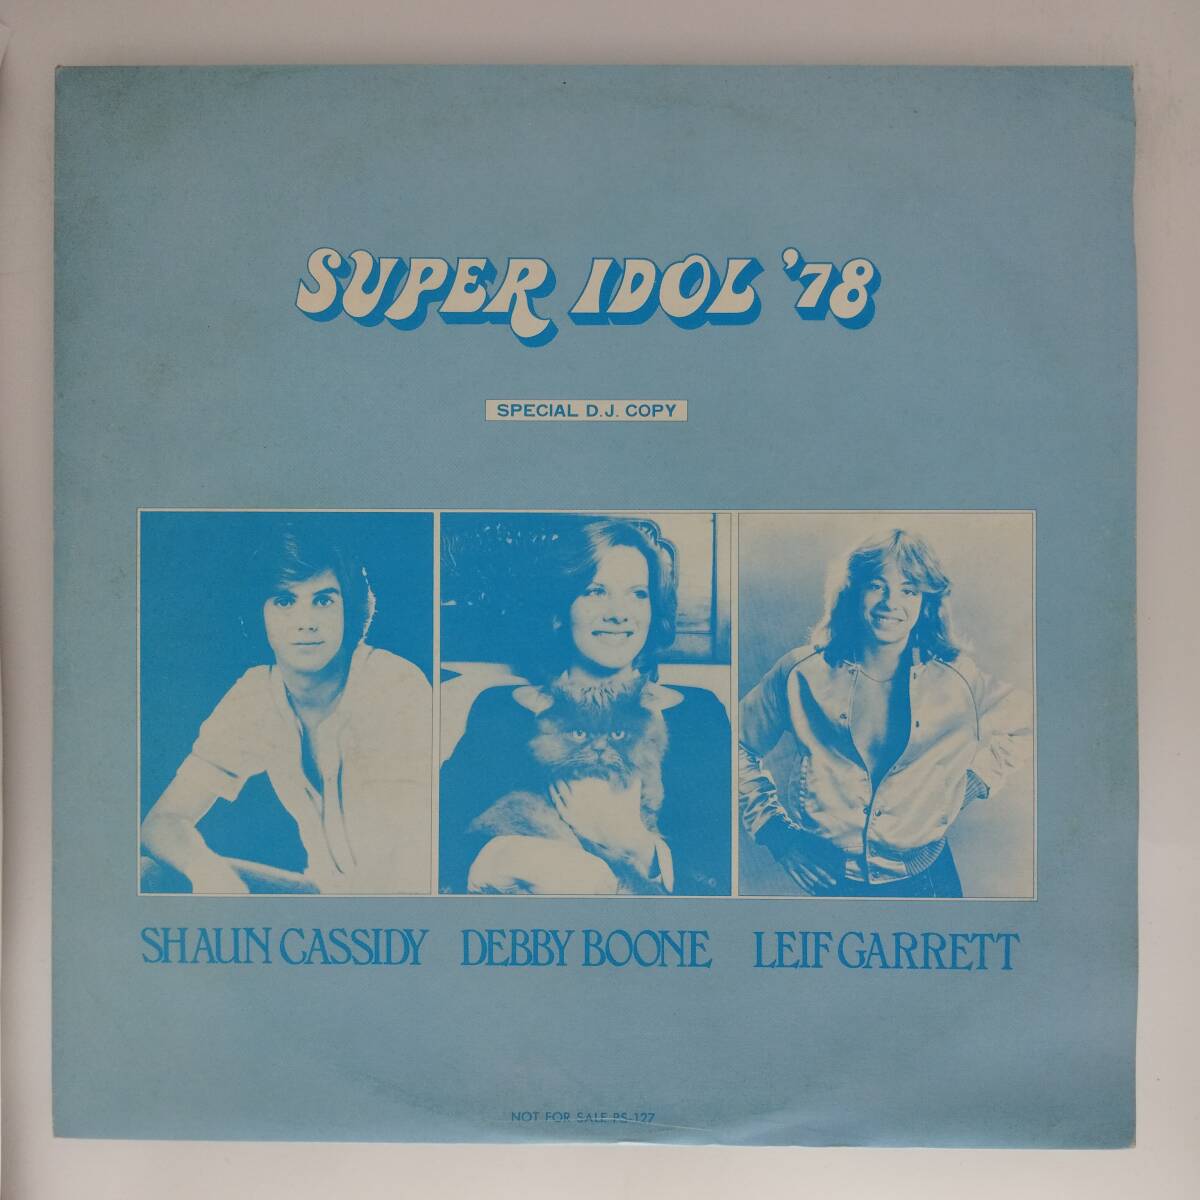 SUPER IDOL '78
SPECIAL D.J. COPY
SHAUN CASSIDY DEBBY BOONE LEIF GARRETT
NOT FOR SALE PS-127